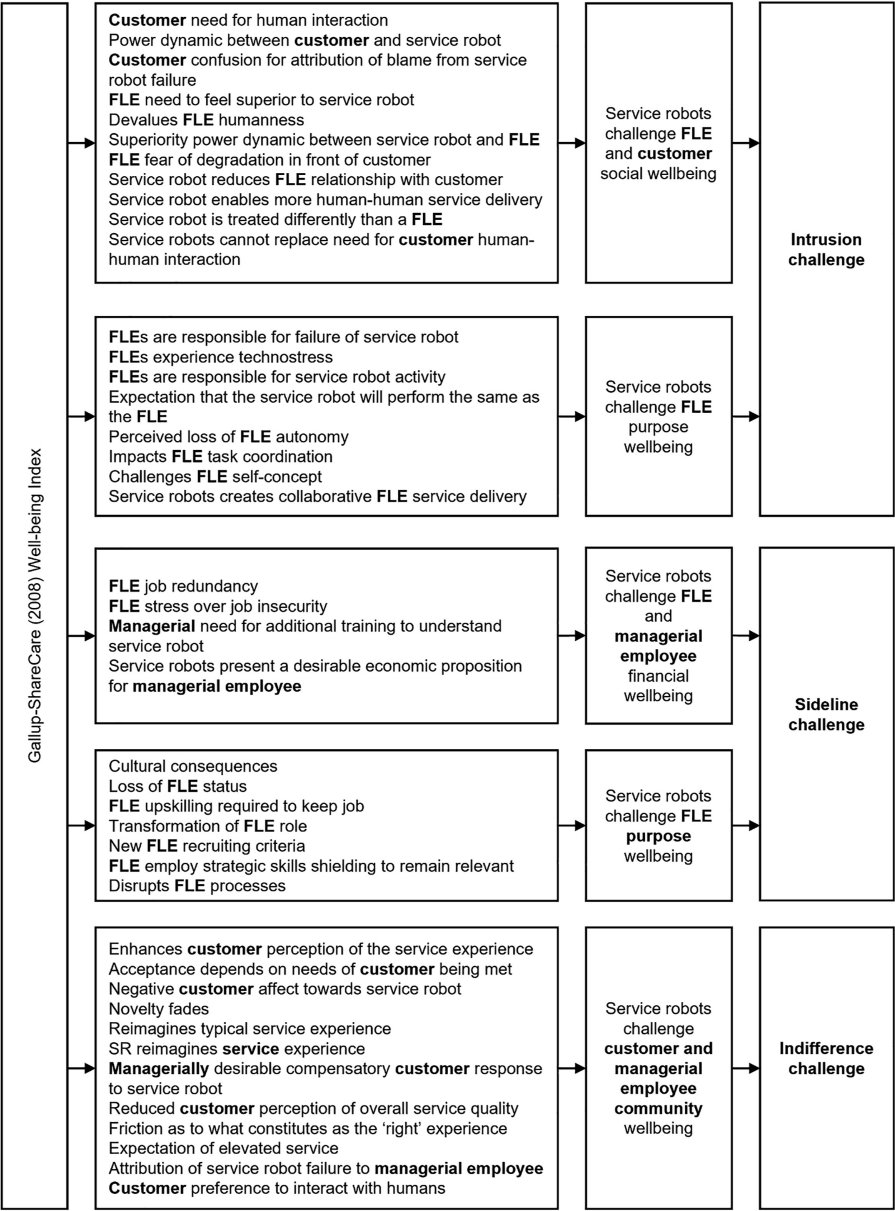 Gallup-ShareCare (2008) Well-being Index
Customer need for human interaction
Power dynamic between customer and service robot
Customer confusion for attribution of blame from service
robot failure
FLE need to feel superior to service robot
Devalues FLE humanness
Superiority power dynamic between service robot and FLE
FLE fear of degradation in front of customer
Service robot reduces FLE relationship with customer
Service robot enables more human-human service delivery
Service robot is treated differently than a FLE
Service robots cannot replace need for customer human-
human interaction
Service robots
challenge FLE
and customer
social wellbeing
Intrusion
challenge
FLEs are responsible for failure of service robot
FLEs experience technostress
FLEs are responsible for service robot activity
Expectation that the service robot will perform the same as
the FLE
Perceived loss of FLE autonomy
Impacts FLE task coordination
Challenges FLE self-concept
Service robots creates collaborative FLE service delivery
Service robots
challenge FLE
purpose
wellbeing
FLE job redundancy
FLE stress over job insecurity
Managerial need for additional training to understand
service robot
Service robots present a desirable economic proposition
for managerial employee
Service robots
challenge FLE
and
managerial
employee
financial
wellbeing
Sideline
challenge
Cultural consequences
Loss of FLE status
FLE upskilling required to keep job
Transformation of FLE role
New FLE recruiting criteria
FLE employ strategic skills shielding to remain relevant
Disrupts FLE processes
Service robots
challenge FLE
purpose
wellbeing
Enhances customer perception of the service experience
Acceptance depends on needs of customer being met
Negative customer affect towards service robot
Novelty fades
Reimagines typical service experience
SR reimagines service experience
Managerially desirable compensatory customer response
to service robot
Reduced customer perception of overall service quality
Friction as to what constitutes as the ‘right’ experience
Expectation of elevated service
Attribution of service robot failure to managerial employee
Customer preference to interact with humans
Service robots
challenge
customer and
managerial
employee
community
wellbeing
Indifference
challenge